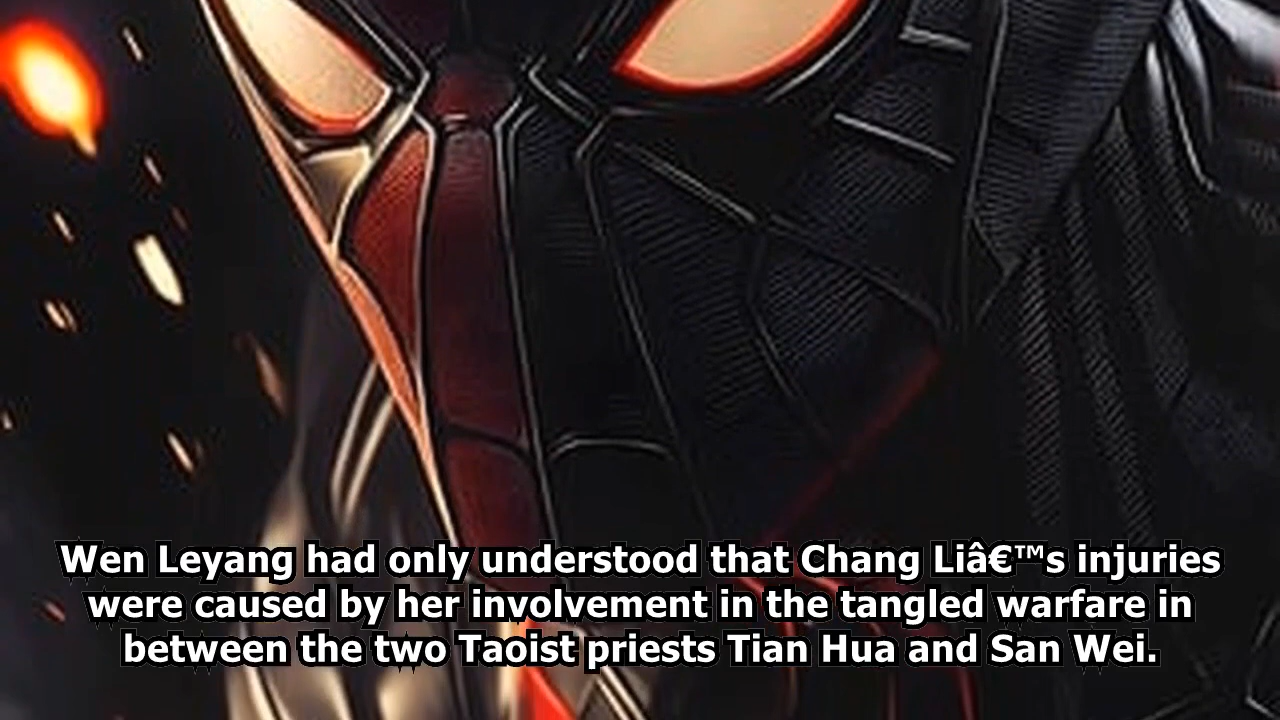 Wen Leyang had only understood that Chang Liâ€™s injuries
were caused by her involvement in the tangled warfare in
between the two Taoist priests Tian Hua and San Wei.